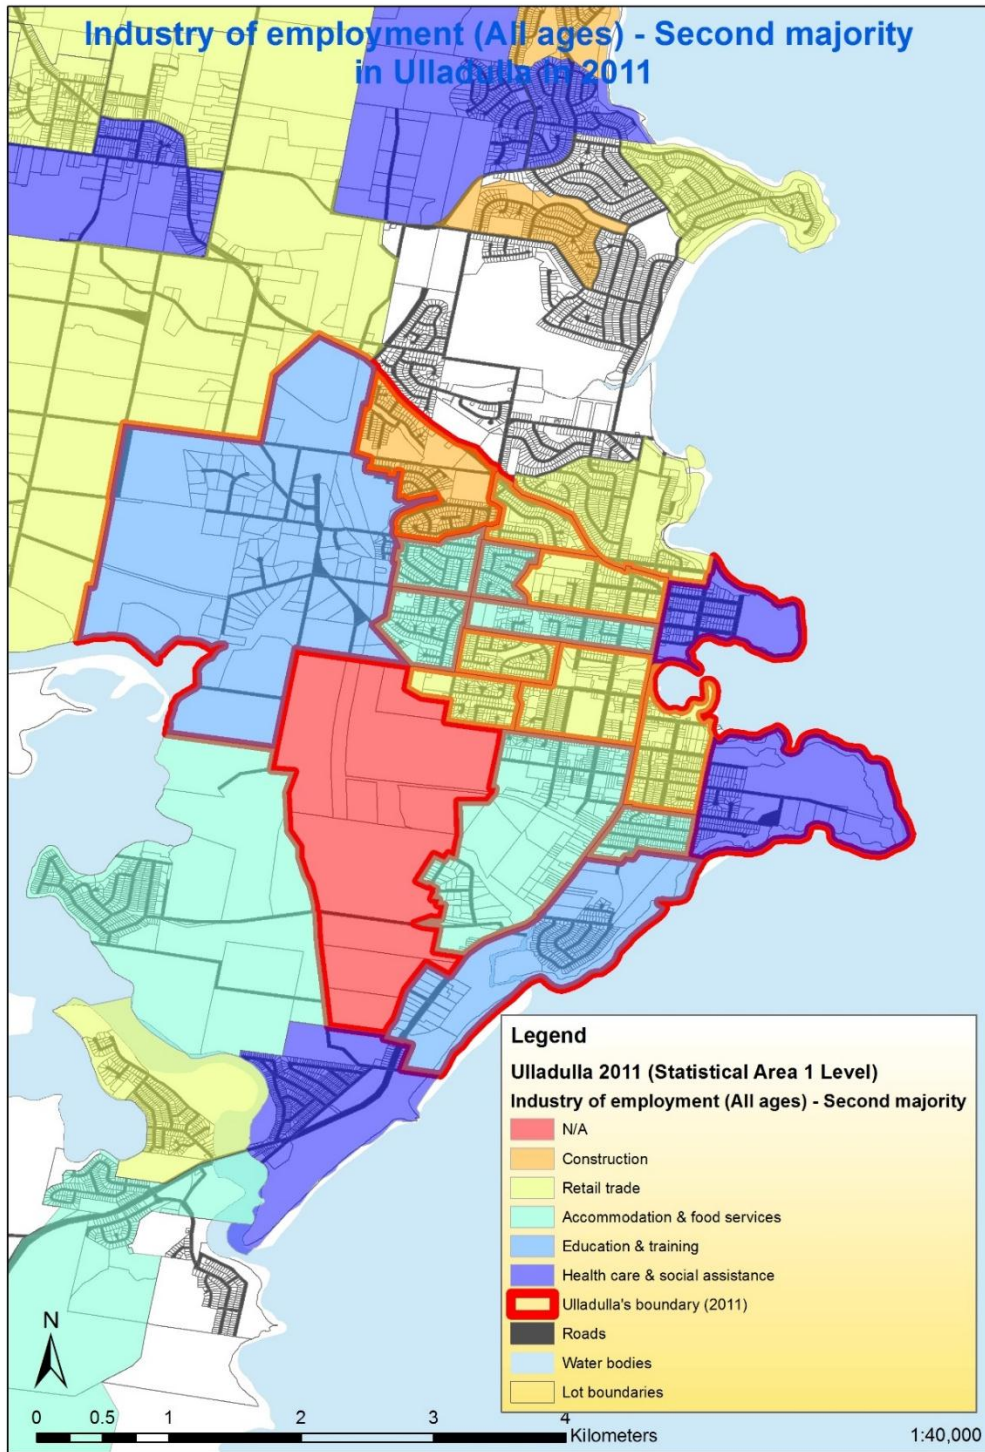 Industry of employment (All ages) - Second majority
in Ulladulla in 2011
Legend
Ulladulla 2011 (Statistical Area 1 Level)
Industry of employment (All ages) - Second majority
N/A
Construction
Retail trade
Accommodation & food services
Education & training
Health care & social assistance
Ulladulla's boundary (2011)
Roads
Water bodies
Lot boundaries
N
0 0.5 1 2 3 4
Kilometers
1:40,000